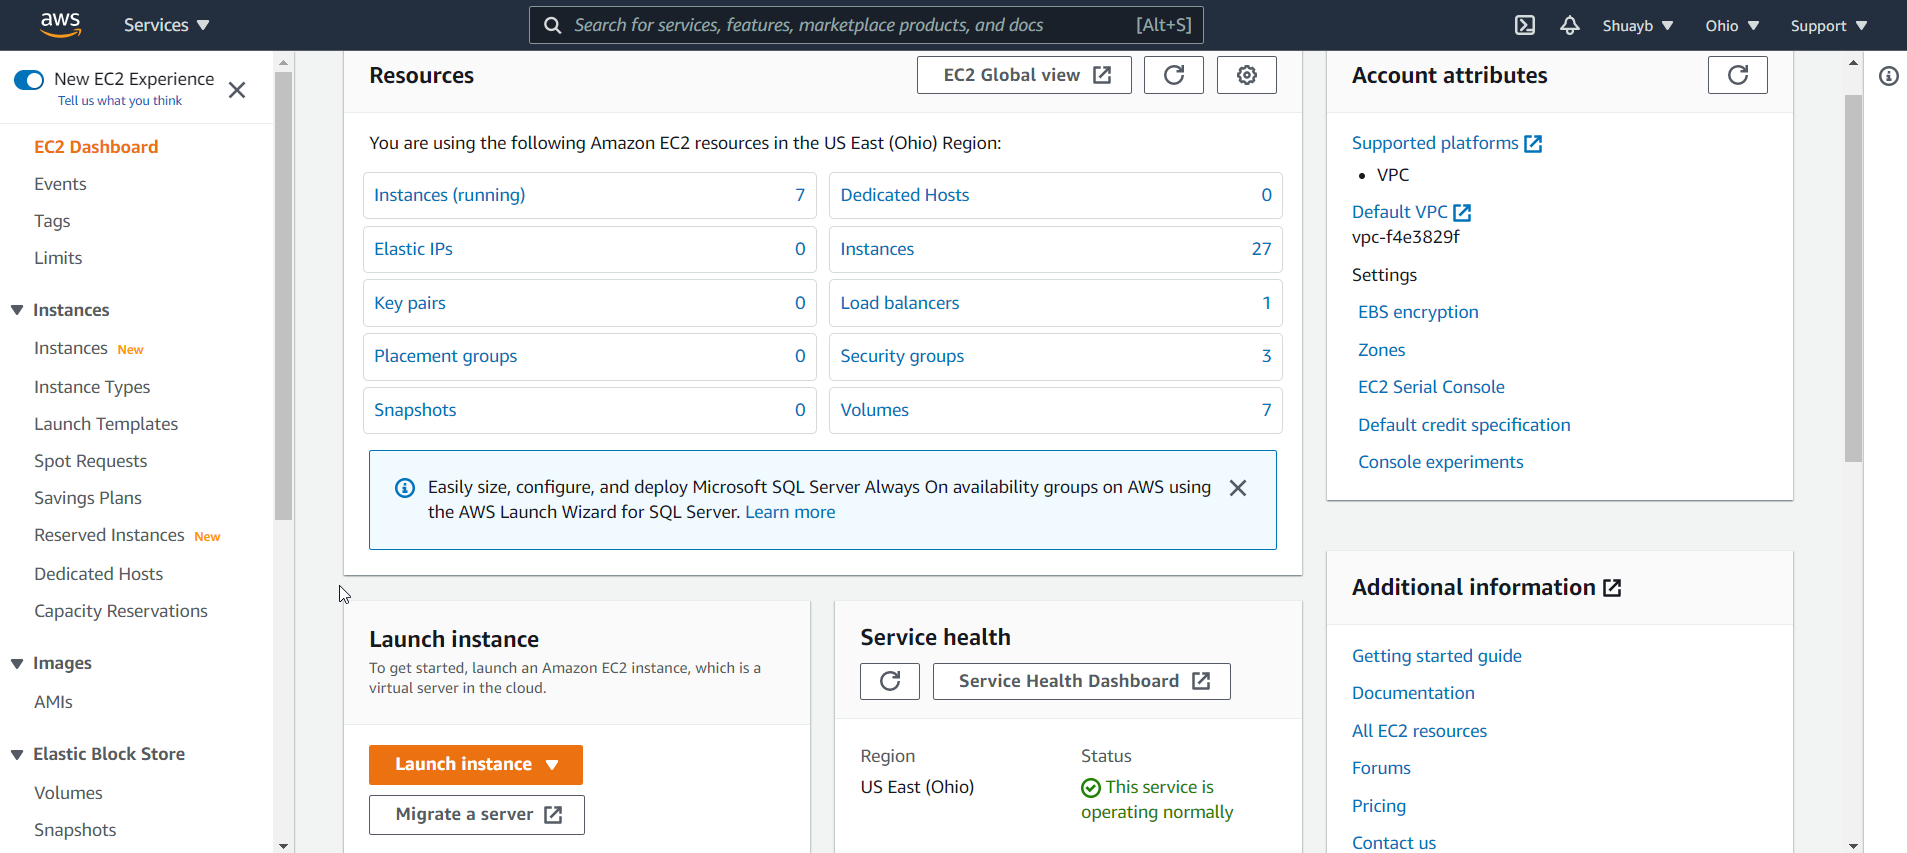 aws
Services
Search for services, features, marketplace products, and docs [Alt+S]
Shuayb
Ohio
Support
New EC2 Experience
Tell us what you think
EC2 Dashboard
Events
Tags
Limits
Instances
Instances New
Instance Types
Launch Templates
Spot Requests
Savings Plans
Reserved Instances New
Dedicated Hosts
Capacity Reservations
Images
AMIs
Elastic Block Store
Volumes
Snapshots
Resources
EC2 Global view
You are using the following Amazon EC2 resources in the US East (Ohio) Region:
Instances (running) 7
Dedicated Hosts 0
Elastic IPs 0
Instances 27
Key pairs 0
Load balancers 1
Placement groups 0
Security groups 3
Snapshots 0
Volumes 7
Easily size, configure, and deploy Microsoft SQL Server Always On availability groups on AWS using
the AWS Launch Wizard for SQL Server. Learn more
Launch instance
To get started, launch an Amazon EC2 instance, which is a
virtual server in the cloud.
Launch instance
Migrate a server
Service health
Service Health Dashboard
Region
US East (Ohio)
Status
This service is
operating normally
Account attributes
Supported platforms
• VPC
Default VPC
vpc-f4e3829f
Settings
EBS encryption
Zones
EC2 Serial Console
Default credit specification
Console experiments
Additional information
Getting started guide
Documentation
All EC2 resources
Forums
Pricing
Contact us